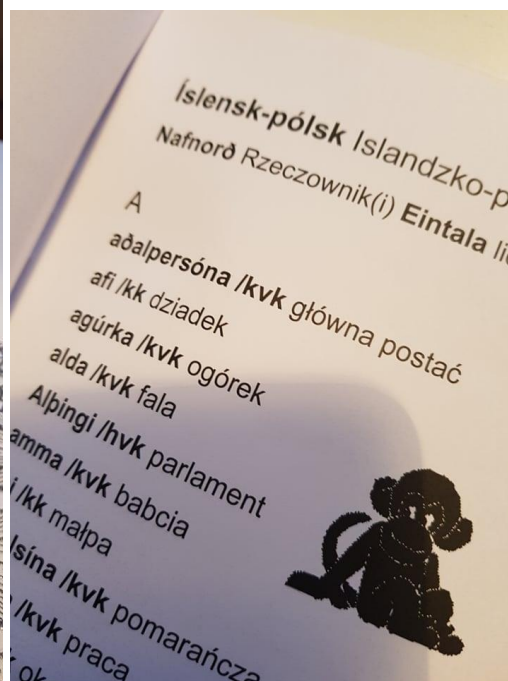 Íslensk-pólsk Islandzko-p
Nafnorð Rzeczownik(i) Eintala
A
aðalpersóna /kvk główna postać
afi /kk dziadek
agúrka /kvk ogórek
alda /kvk fala
Alþingi /hvk parlament
amma /kvk babcia
i /kk małpa
lsína /kvk pomarańcza
/kvk praca